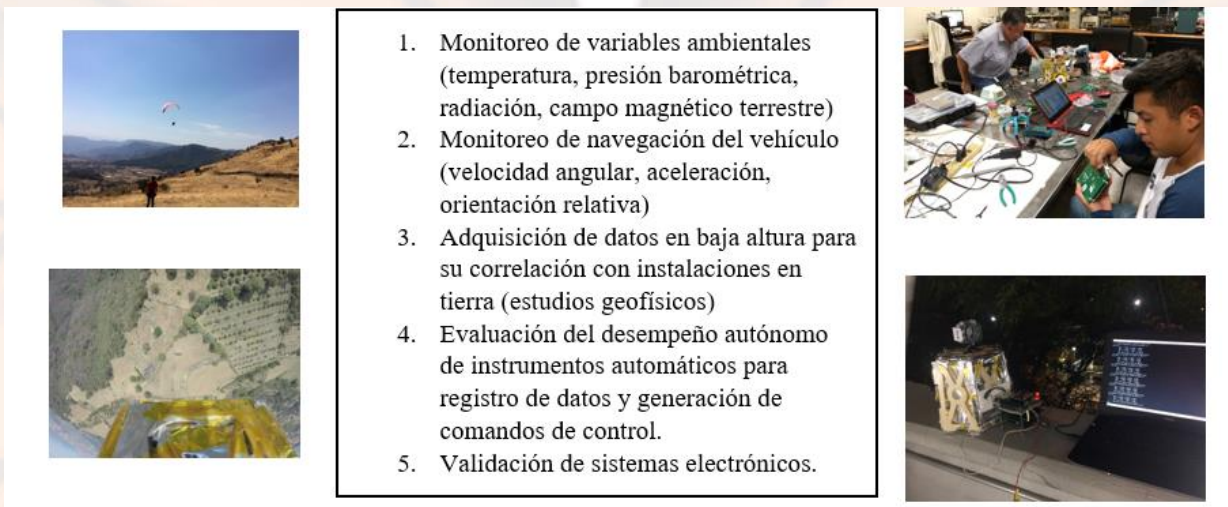 1. Monitoreo de variables ambientales
(temperatura, presión barométrica,
radiación, campo magnético terrestre)
2. Monitoreo de navegación del vehículo
(velocidad angular, aceleración,
orientación relativa)
3. Adquisición de datos en baja altura para
su correlación con instalaciones en
tierra (estudios geofísicos)
4. Evaluación del desempeño autónomo
de instrumentos automáticos para
registro de datos y generación de
comandos de control.
5. Validación de sistemas electrónicos.